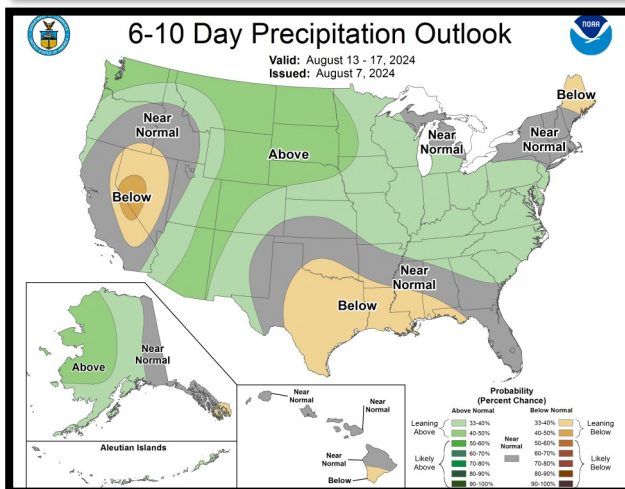 6-10 Day Precipitation Outlook
NOAA
Valid: August 13 - 17, 2024
Issued: August 7, 2024
Below
Near
Normal
Near
Normal
Near
Normal
Above
Below
Near
Normal
Below
Above
Near
Normal
Aleutian Islands
Near
Normal
Near
Normal
Near
Normal
Below
Probability
(Percent Chance)
Above Normal
Below Normal
Leaning
Above
33-40%
40-50%
Likely
Above
50-60%
60-70%
70-80%
80-90%
90-100%
Near
Normal
33-40%
40-50%
Leaning
Below
50-60%
60-70%
70-80%
80-90%
90-100%
Likely
Below